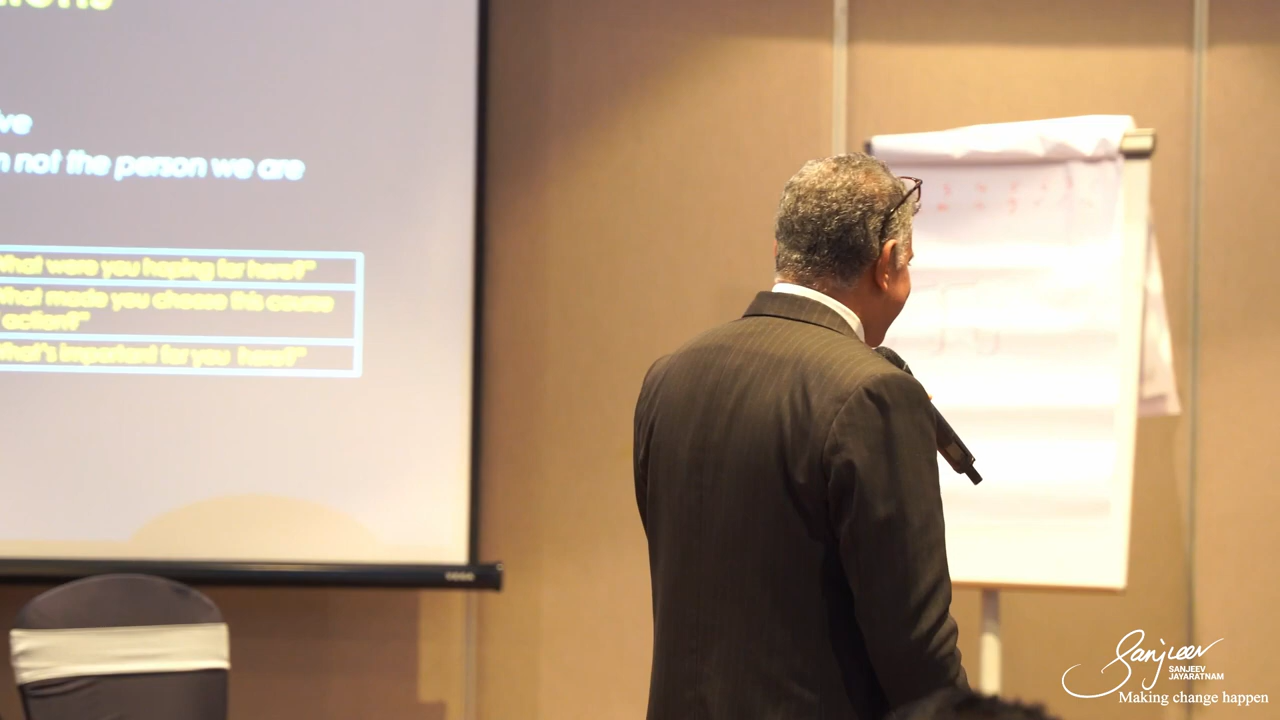 ve
not the person we are
What were you hoping for here?"
What made you choose this course
action?"
What's important for you here?"
Sanjeev
SANJEEV
JAYARATNAM
Making change happen